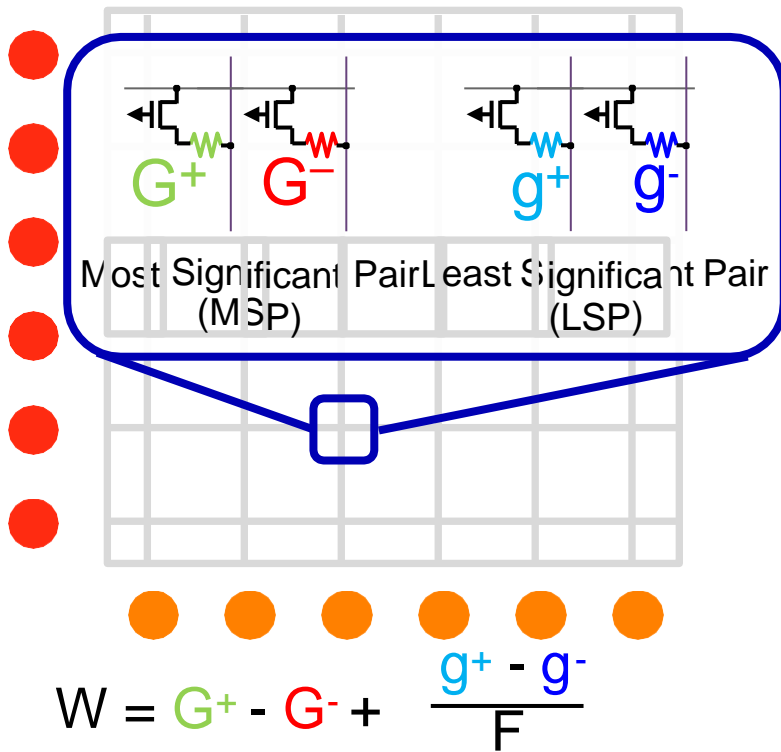 G+ G– g+ g-
Most Significant Pair Least Significant Pair
(MSP) (LSP)
W = G+ - G- + g+ - g-
F